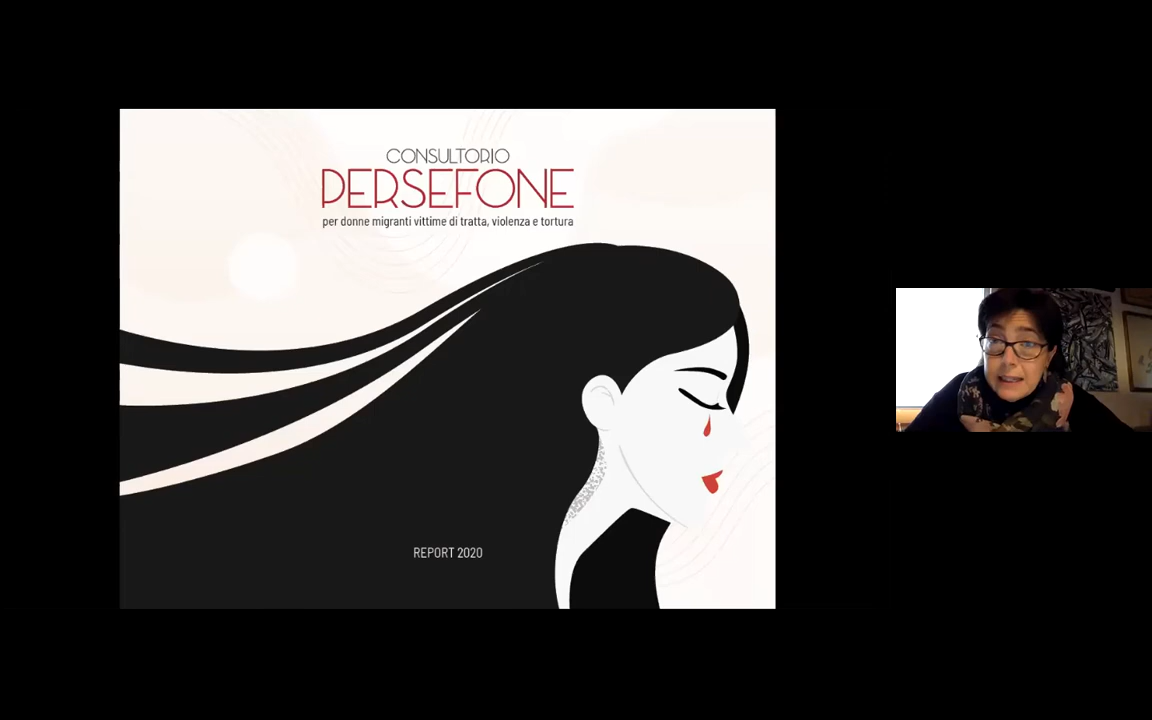 CONSULTORIO
PERSEFONE
per donne migranti vittime di tratta, violenza e tortura
REPORT 2020